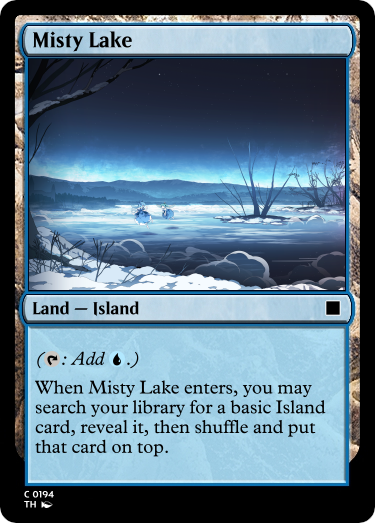 Misty Lake
Land — Island
(: Add .)
When Misty Lake enters, you may
search your library for a basic Island
card, reveal it, then shuffle and put
that card on top.
C 0194
TH